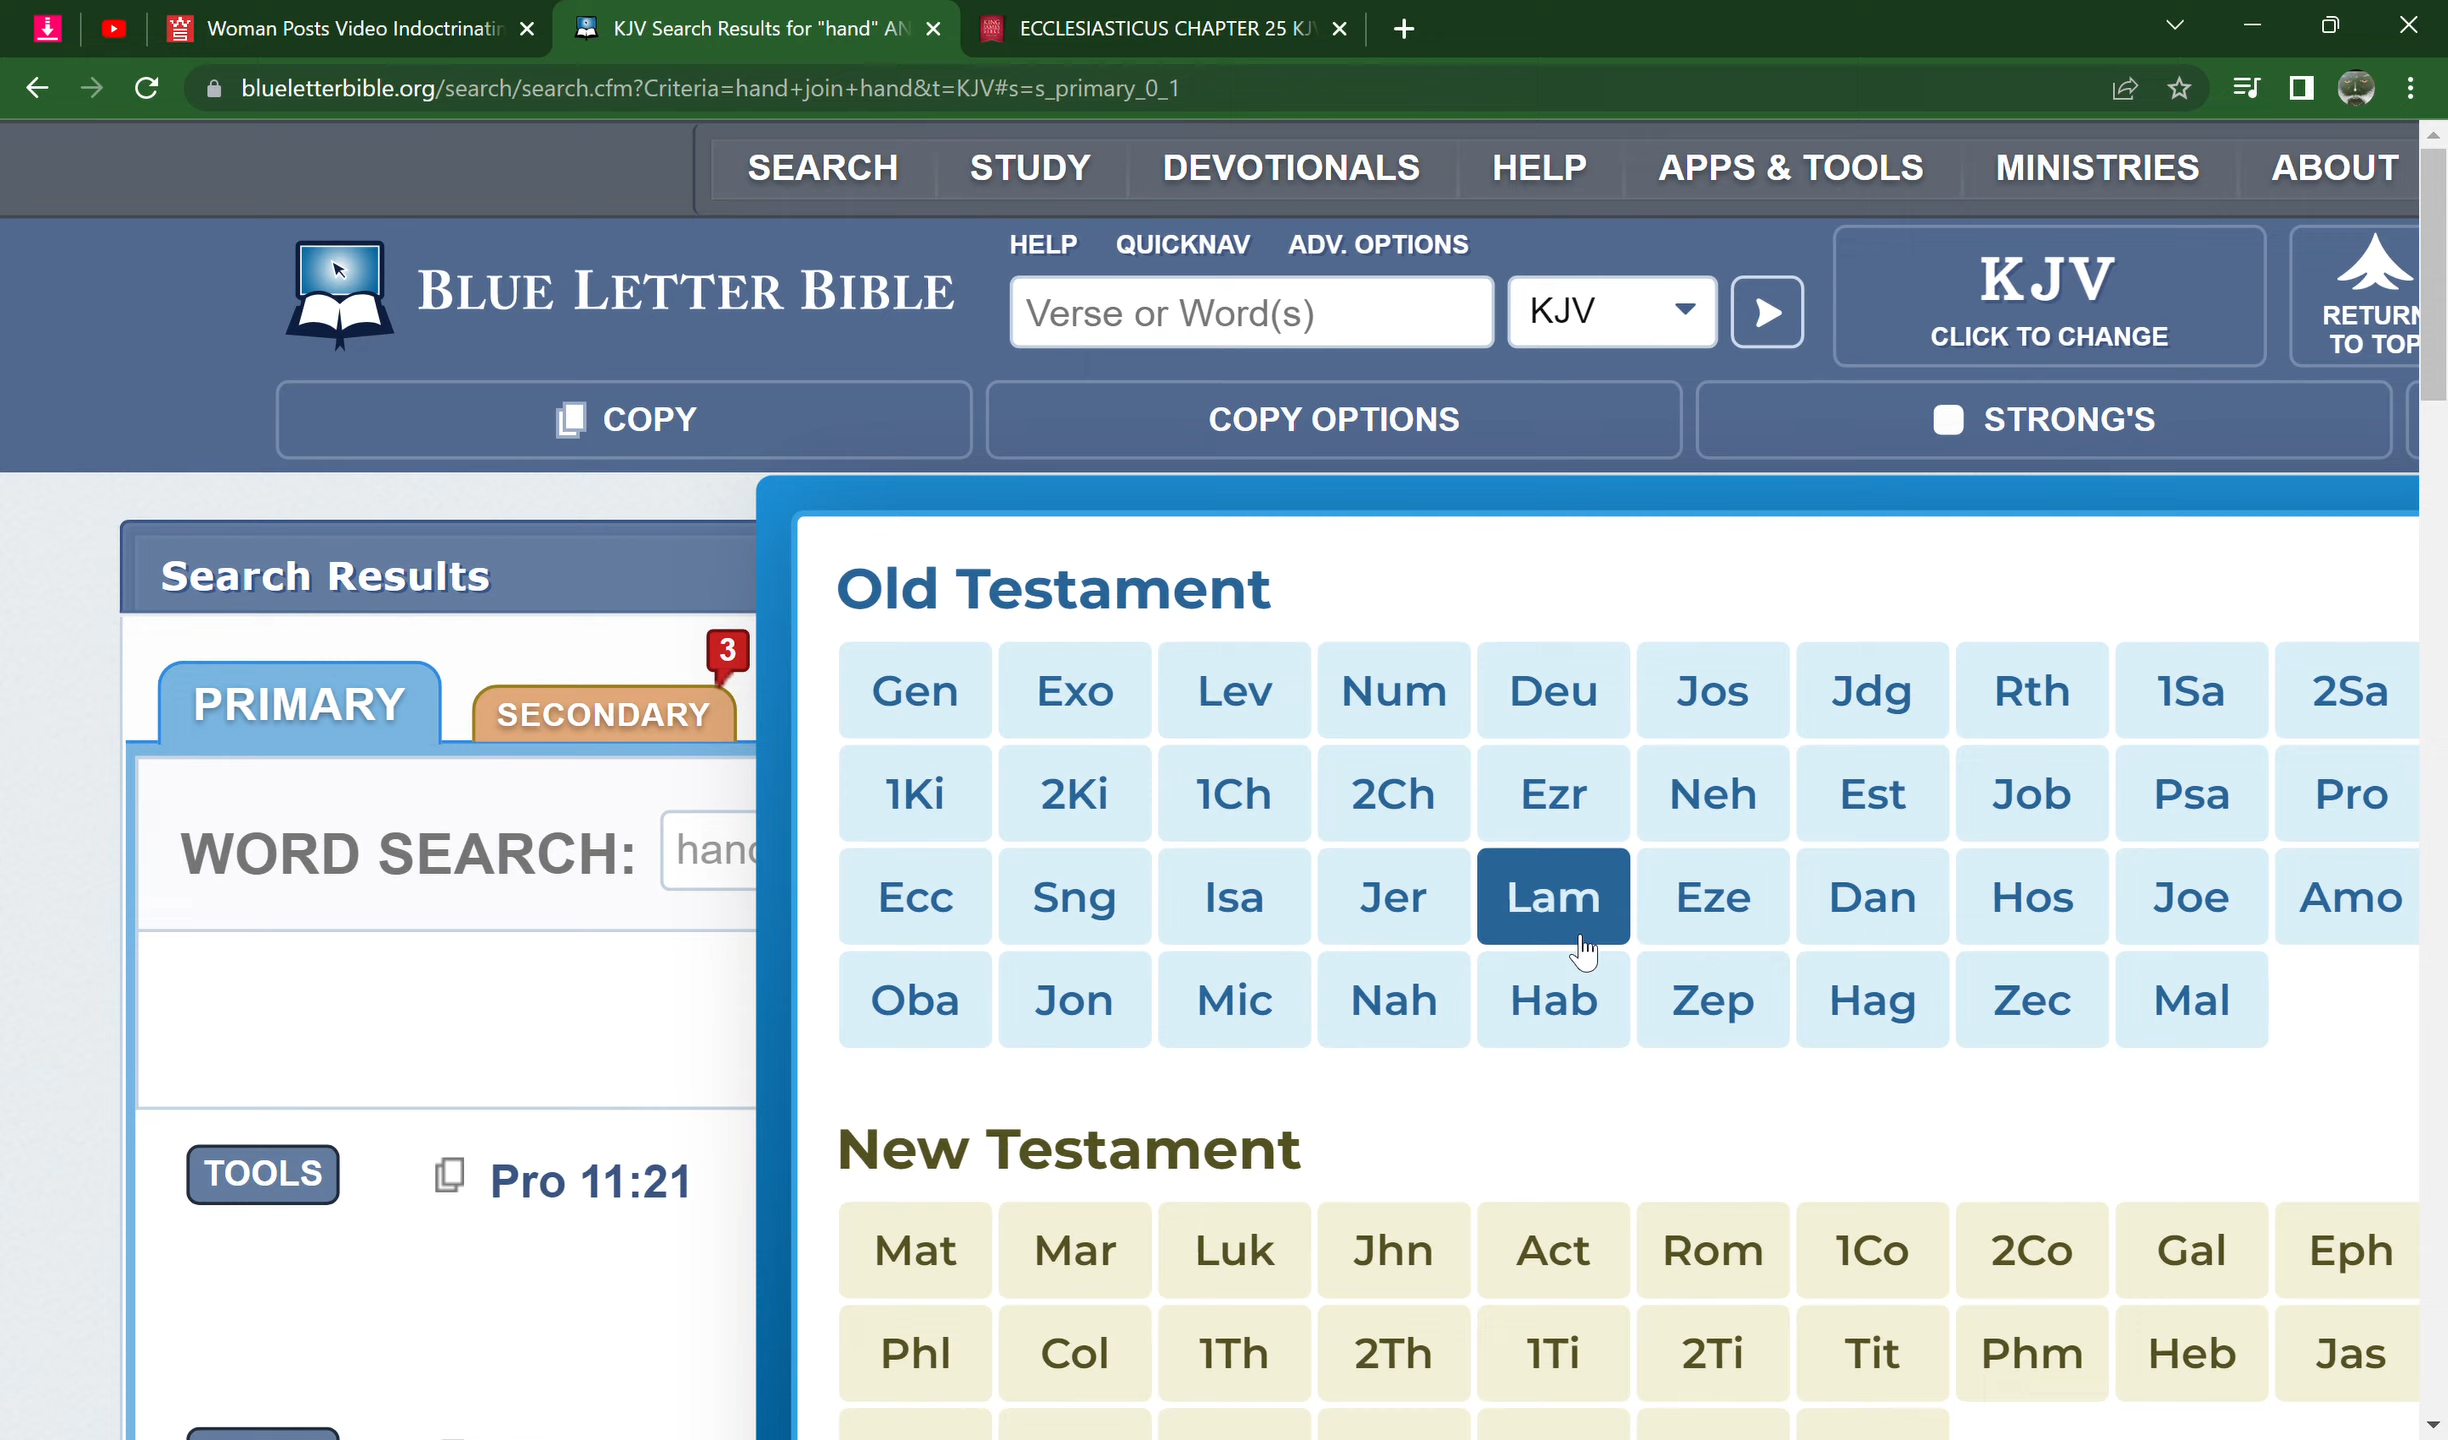 Woman Posts Video Indoctrinatin
KJV Search Results for "hand" AN
ECCLESIASTICUS CHAPTER 25 KJ
blueletterbible.org/search/search.cfm?Criteria=hand+join+hand&t=KJV#s=s_primary_0_1
SEARCH STUDY DEVOTIONALS HELP APPS & TOOLS MINISTRIES ABOUT
HELP QUICKNAV ADV. OPTIONS
BLUE LETTER BIBLE
Verse or Word(s) KJV
KJV
CLICK TO CHANGE
RETURN
TO TOP
COPY COPY OPTIONS STRONG'S
Search Results
PRIMARY
SECONDARY
3
WORD SEARCH: hand
TOOLS Pro 11:21
Old Testament
Gen Exo Lev Num Deu Jos Jdg Rth 1Sa 2Sa
1Ki 2Ki 1Ch 2Ch Ezr Neh Est Job Psa Pro
Ecc Sng Isa Jer Lam Eze Dan Hos Joe Amo
Oba Jon Mic Nah Hab Zep Hag Zec Mal
New Testament
Mat Mar Luk Jhn Act Rom 1Co 2Co Gal Eph
Phl Col 1Th 2Th 1Ti 2Ti Tit Phm Heb Jas